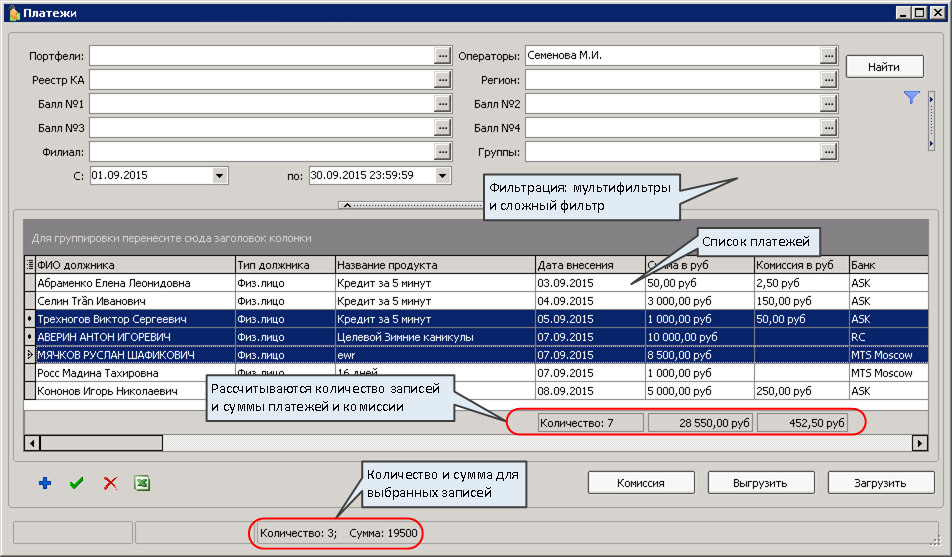 Платежи
Портфели: ... Операторы: Семенова М.И. ... Найти
Реестр КА ... Регион: ...
Балл №1 ... Балл №2 ...
Балл №3 ... Балл №4 ...
Филиал: ... Группы: ...
С: 01.09.2015 по: 30.09.2015 23:59:59
Фильтрация: мультифильтры
и сложный фильтр
Для группировки перенесите сюда заголовок колонки
Список платежей
ФИО должника Тип должника Название продукта Дата внесения Сумма в руб Комиссия в руб Банк
Абраменко Елена Леонидовна Физ.лицо Кредит за 5 минут 03.09.2015 50,00 руб 2,50 руб ASK
Селин Trăn Иванович Физ.лицо Кредит за 5 минут 04.09.2015 3 000,00 руб 150,00 руб ASK
Трехногов Виктор Сергеевич Физ.лицо Кредит за 5 минут 05.09.2015 1 000,00 руб 50,00 руб ASK
АВЕРИН АНТОН ИГОРЕВИЧ Физ.лицо Целевой Зимние каникулы 07.09.2015 10 000,00 руб RC
МЯЧКОВ РУСЛАН ШАФИКОВИЧ Физ.лицо ewr 07.09.2015 8 500,00 руб MTS Moscow
Росс Мадина Тахировна Физ.лицо 16 дней 07.09.2015 1 000,00 руб MTS Moscow
Кононов Игорь Николаевич 08.09.2015 5 000,00 руб 250,00 руб ASK
Рассчитываются количество записей
и суммы платежей и комиссии
Количество: 7 28 550,00 руб 452,50 руб
Количество и сумма для
выбранных записей
Комиссия Выгрузить Загрузить
Количество: 3; Сумма: 19500